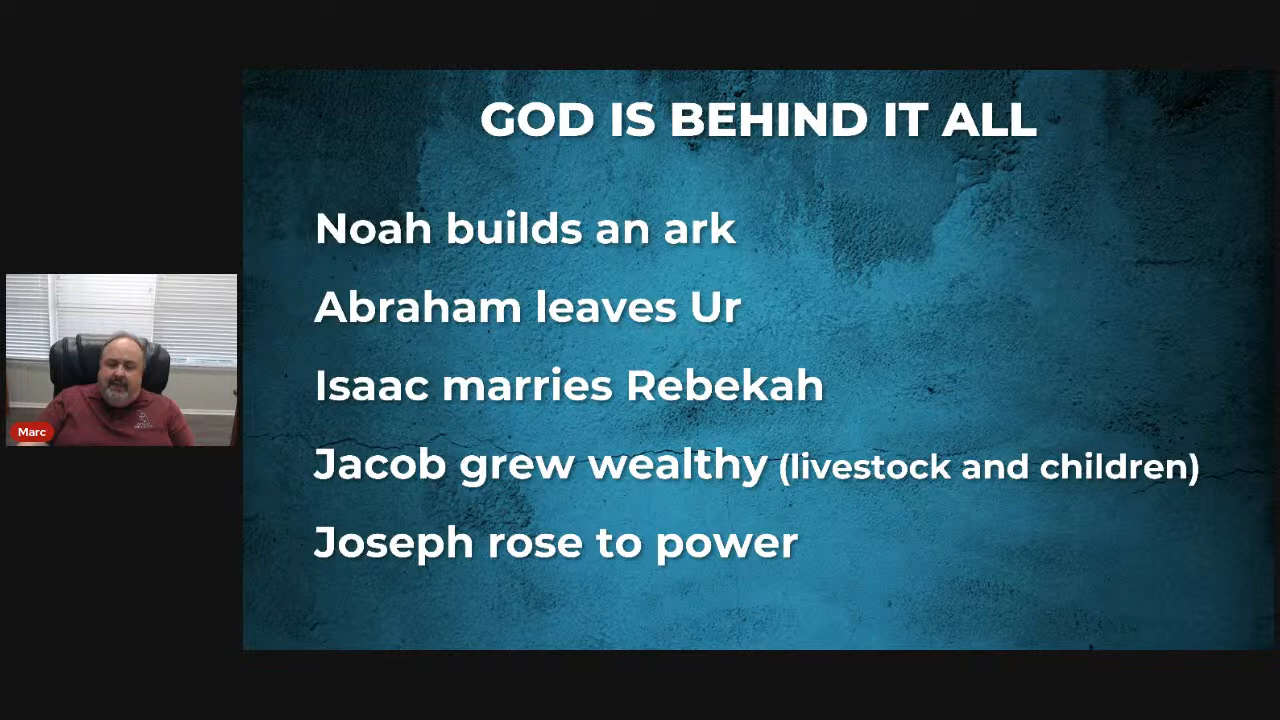 GOD IS BEHIND IT ALL
Noah builds an ark
Abraham leaves Ur
Isaac marries Rebekah
Jacob grew wealthy (livestock and children)
Joseph rose to power
Marc